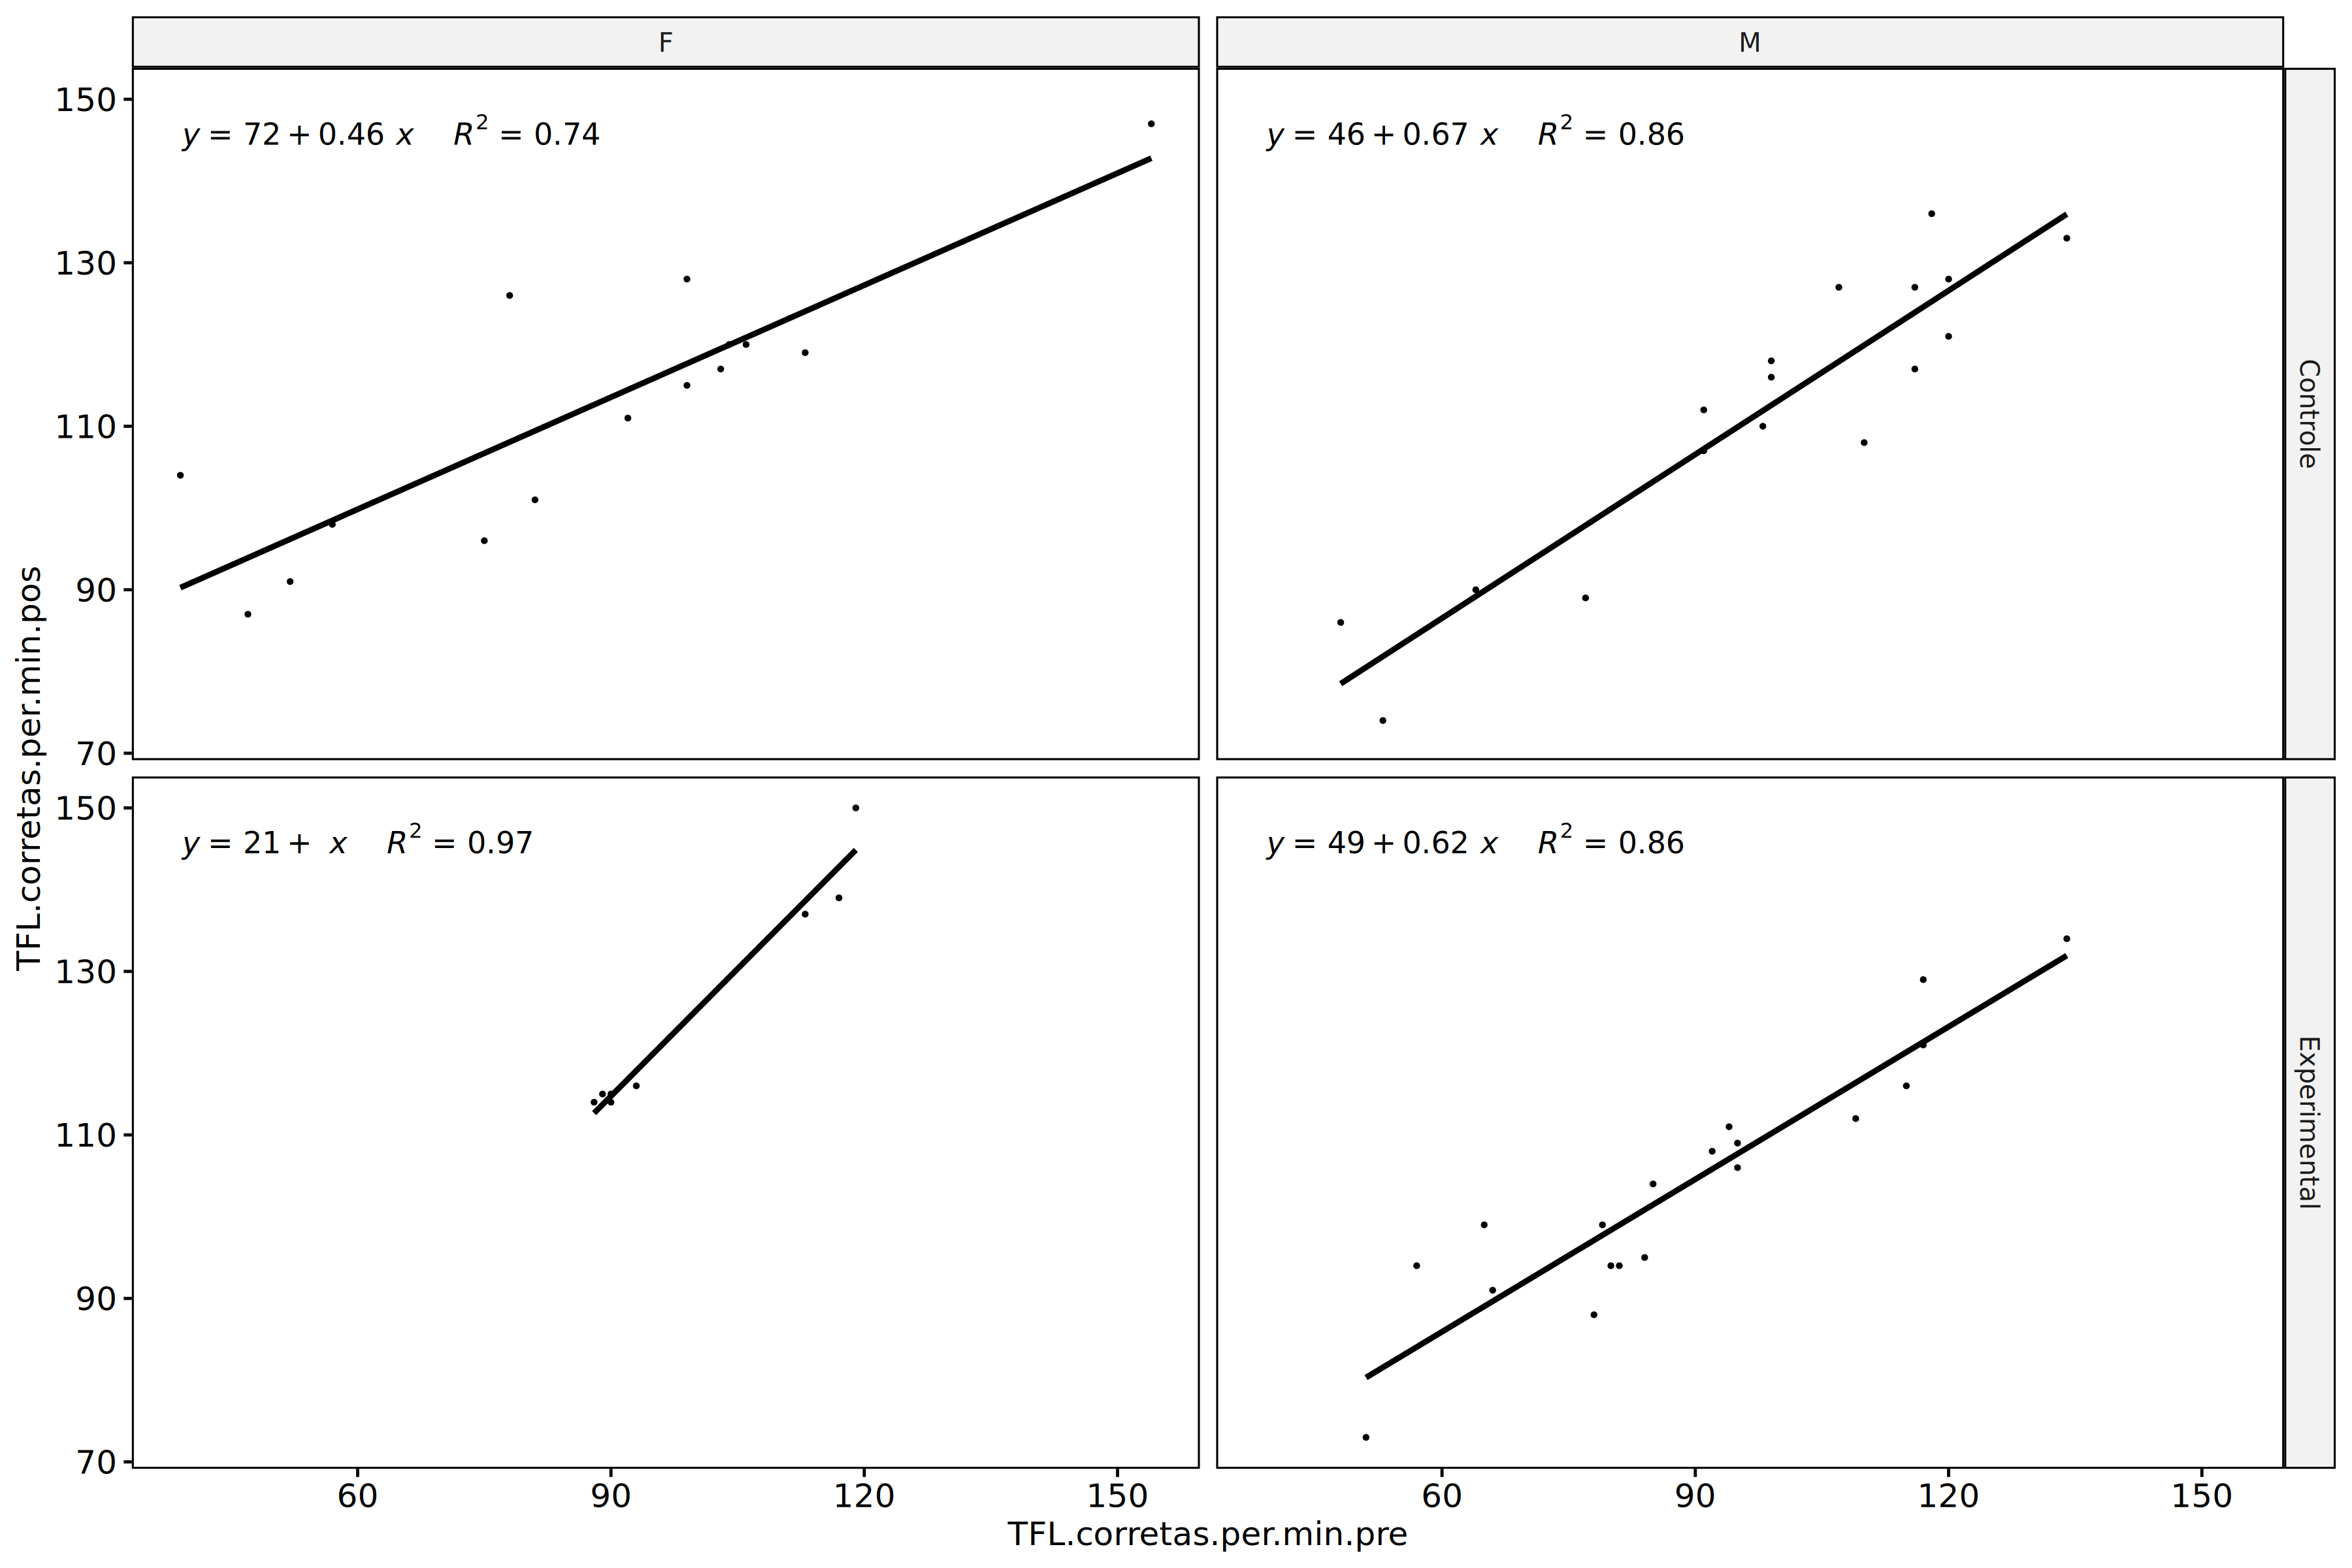 F
M
150
130
110
90
70
y = 72 + 0.46 x R² = 0.74
y = 46 + 0.67 x R² = 0.86
Controle
TFL.corretas.per.min.pos
150
130
110
90
70
y = 21 + x R² = 0.97
y = 49 + 0.62 x R² = 0.86
Experimental
60 90 120 150
60 90 120 150
TFL.corretas.per.min.pre